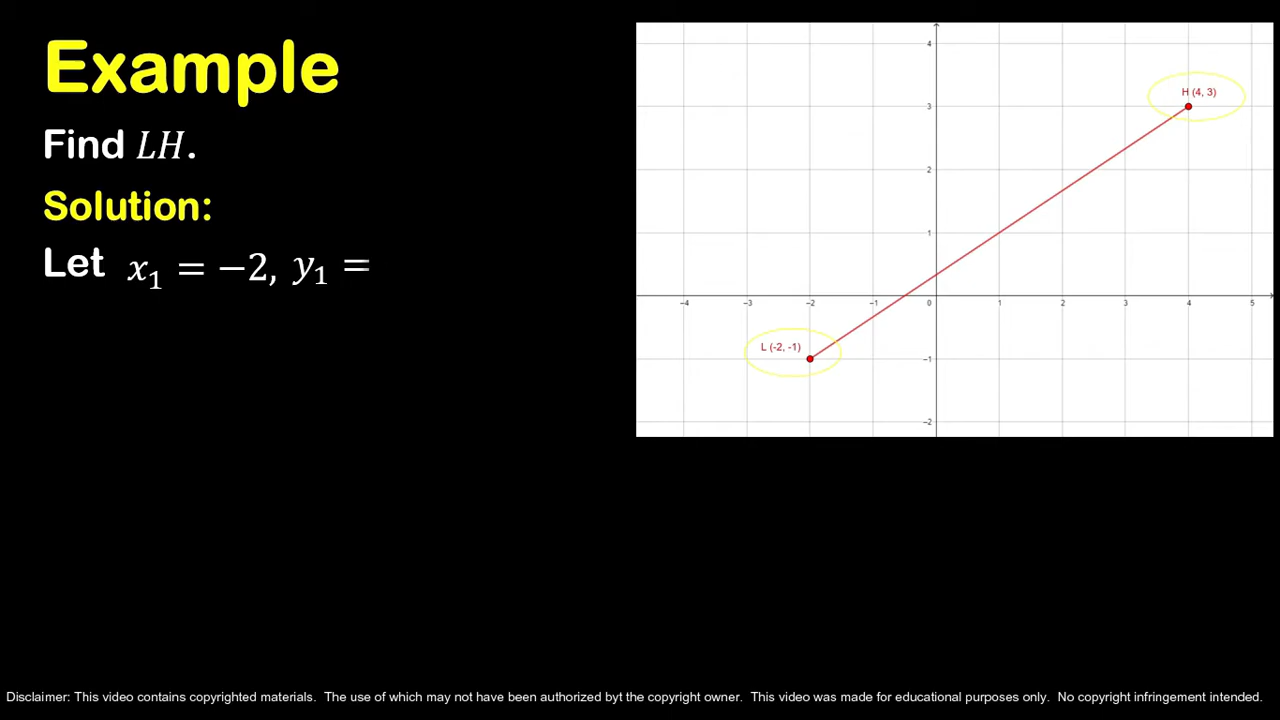 Example
Find LH.
Solution:
Let x₁ = −2, y₁ =
4
H (4, 3)
3
2
1
−4 −3 −2 −1 0 1 2 3 4 5
L (-2, -1)
−1
−2
Disclaimer: This video contains copyrighted materials. The use of which may not have been authorized byt the copyright owner. This video was made for educational purposes only. No copyright infringement intended.